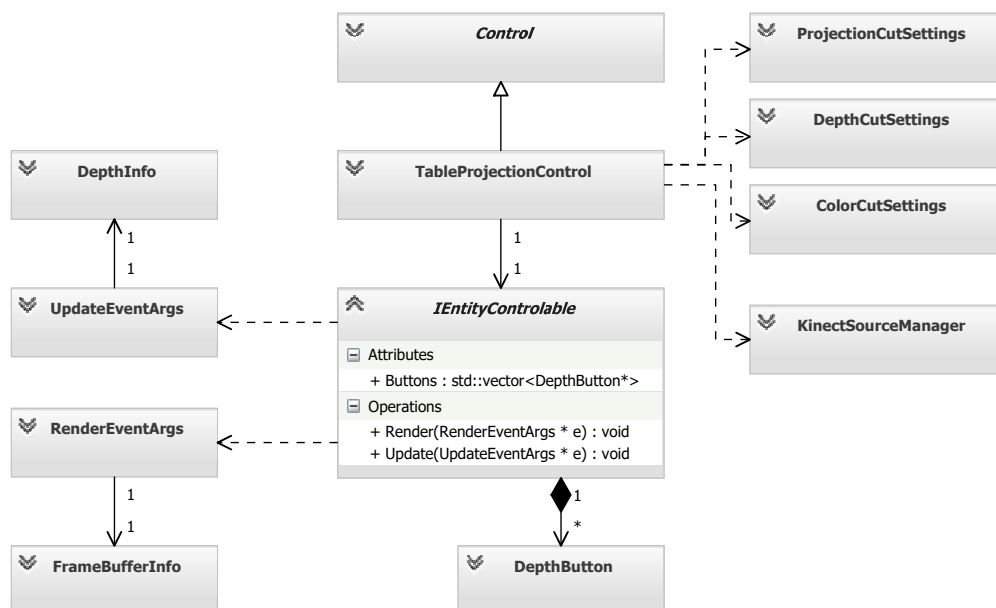 Control
ProjectionCutSettings
DepthCutSettings
DepthInfo
TableProjectionControl
ColorCutSettings
1
1
1
1
UpdateEventArgs
IEntityControlable
KinectSourceManager
Attributes
+ Buttons : std::vector<DepthButton*>
Operations
RenderEventArgs
+ Render(RenderEventArgs * e) : void
+ Update(UpdateEventArgs * e) : void
1
1
1
*
FrameBufferInfo
DepthButton